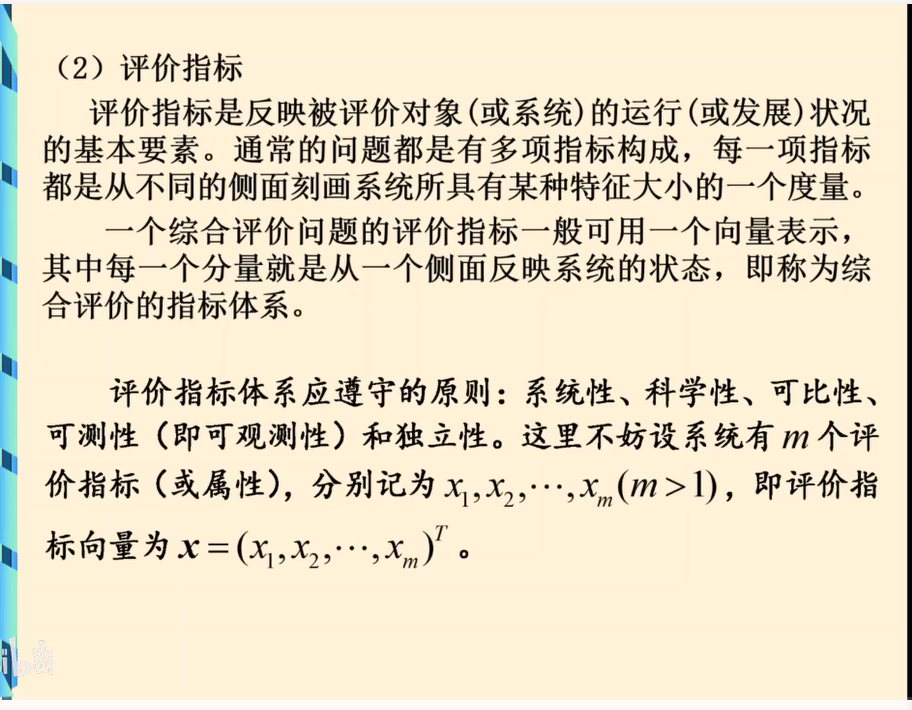 （2）评价指标
评价指标是反映被评价对象(或系统)的运行(或发展)状况
的基本要素。通常的问题都是有多项指标构成，每一项指标
都是从不同的侧面刻画系统所具有某种特征大小的一个度量。
一个综合评价问题的评价指标一般可用一个向量表示，
其中每一个分量就是从一个侧面反映系统的状态，即称为综
合评价的指标体系。
评价指标体系应遵守的原则：系统性、科学性、可比性、
可测性（即可观测性）和独立性。这里不妨设系统有 m 个评
价指标（或属性），分别记为 x₁, x₂, ⋯, xₘ (m > 1)，即评价指
标向量为 x = (x₁, x₂, ⋯, xₘ)ᵀ 。